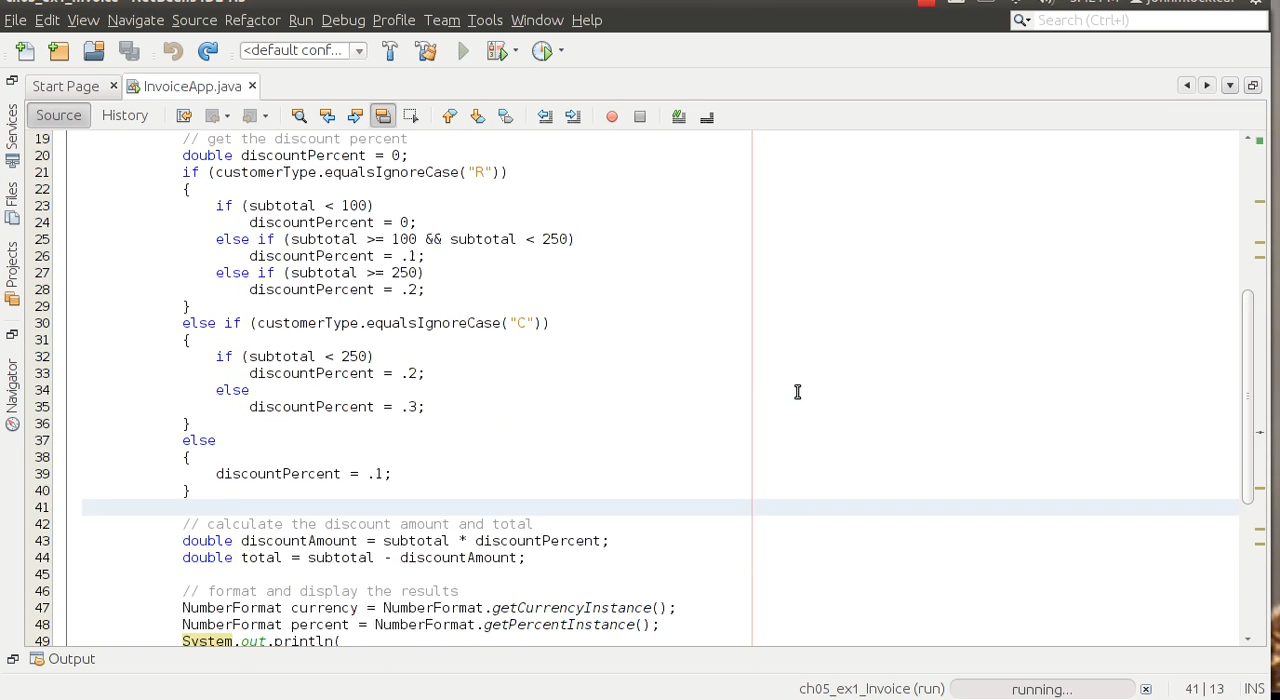 File Edit View Navigate Source Refactor Run Debug Profile Team Tools Window Help
Search (Ctrl+I)
<default conf...
Start Page InvoiceApp.java
Source History
Services
Files
Projects
Navigator
19 // get the discount percent
20 double discountPercent = 0;
21 if (customerType.equalsIgnoreCase("R"))
22 {
23 if (subtotal < 100)
24 discountPercent = 0;
25 else if (subtotal >= 100 && subtotal < 250)
26 discountPercent = .1;
27 else if (subtotal >= 250)
28 discountPercent = .2;
29 }
30 else if (customerType.equalsIgnoreCase("C"))
31 {
32 if (subtotal < 250)
33 discountPercent = .2;
34 else
35 discountPercent = .3;
36 }
37 else
38 {
39 discountPercent = .1;
40 }
41
42 // calculate the discount amount and total
43 double discountAmount = subtotal * discountPercent;
44 double total = subtotal - discountAmount;
45
46 // format and display the results
47 NumberFormat currency = NumberFormat.getCurrencyInstance();
48 NumberFormat percent = NumberFormat.getPercentInstance();
49 System.out.println(
Output
ch05_ex1_Invoice (run) running... 41|13 INS